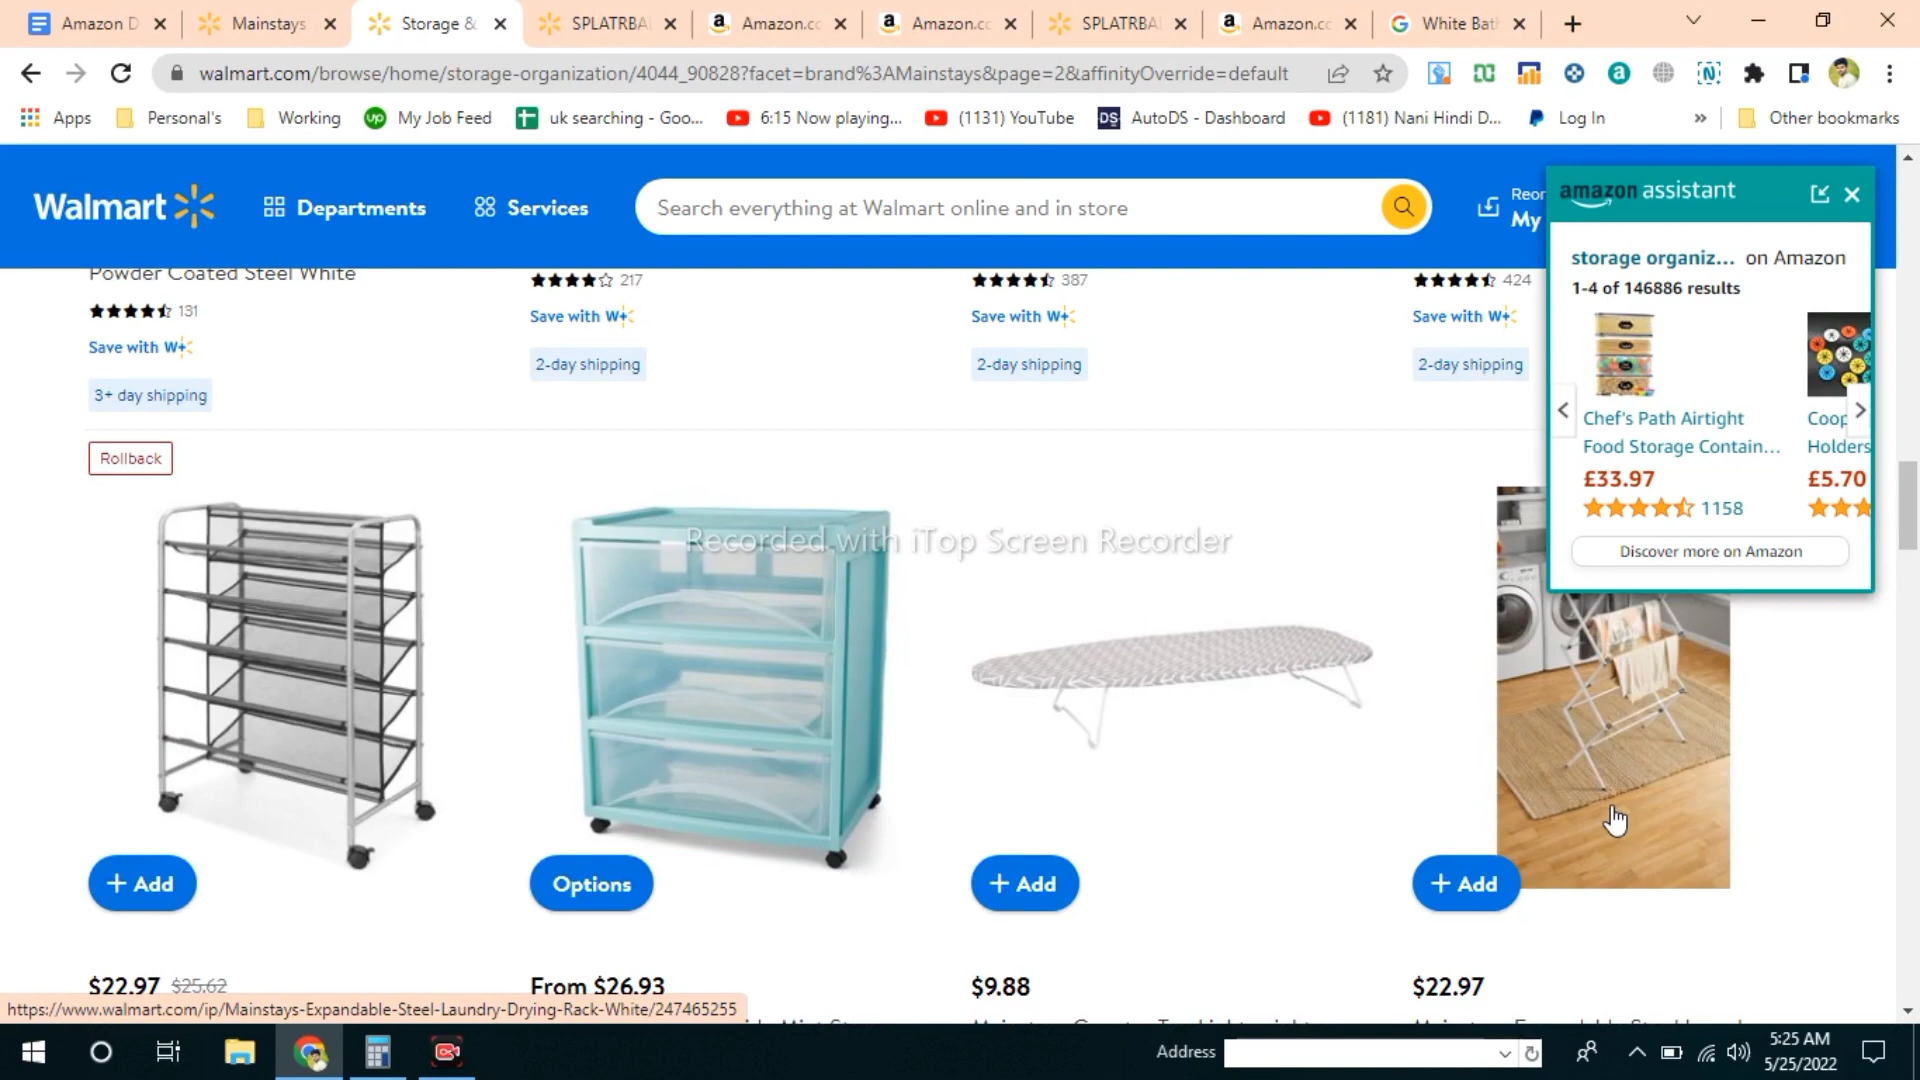 Amazon D
Mainstays
Storage &
SPLATRBA
Amazon.co
Amazon.cc
SPLATRBA
Amazon.cc
White Bat
walmart.com/browse/home/storage-organization/4044_90828?facet=brand%3AMainstays&page=2&affinityOverride=default
Apps
Personal's
Working
My Job Feed
uk searching - Goo...
6:15 Now playing...
(1131) YouTube
AutoDS - Dashboard
(1181) Nani Hindi D...
Log In
»
Other bookmarks
Walmart
Departments
Services
Search everything at Walmart online and in store
Reor
My
amazon assistant
storage organiz... on Amazon
1-4 of 146886 results
Chef's Path Airtight
Food Storage Contain...
£33.97
1158
Coop
Holders
£5.70
Discover more on Amazon
Powder Coated Steel White
131
Save with W+
3+ day shipping
217
Save with W+
2-day shipping
387
Save with W+
2-day shipping
424
Save with W+
2-day shipping
Rollback
Recorded with iTop Screen Recorder
+ Add
Options
+ Add
+ Add
$22.97 $25.62
From $26.93
$9.88
$22.97
https://www.walmart.com/ip/Mainstays-Expandable-Steel-Laundry-Drying-Rack-White/247465255
Address
5:25 AM
5/25/2022